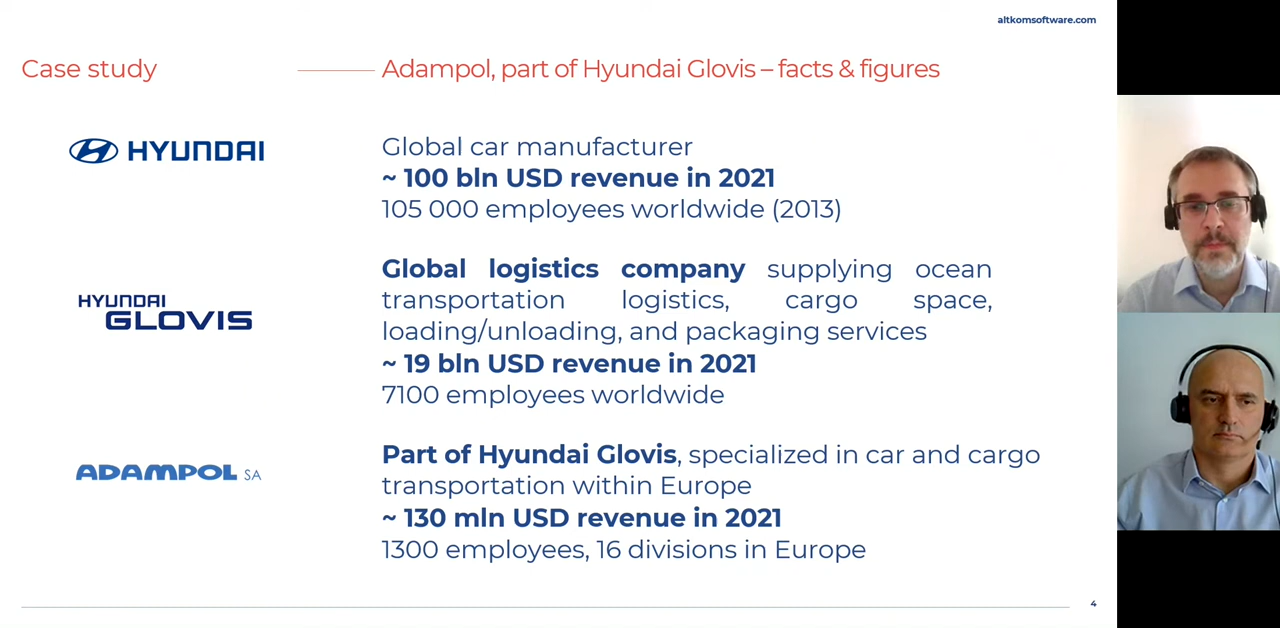 altkomsoftware.com
Case study
Adampol, part of Hyundai Glovis – facts & figures
HYUNDAI
Global car manufacturer
~ 100 bln USD revenue in 2021
105 000 employees worldwide (2013)
HYUNDAI
GLOVIS
Global logistics company supplying ocean
transportation logistics, cargo space,
loading/unloading, and packaging services
~ 19 bln USD revenue in 2021
7100 employees worldwide
ADAMPOL SA
Part of Hyundai Glovis, specialized in car and cargo
transportation within Europe
~ 130 mln USD revenue in 2021
1300 employees, 16 divisions in Europe
4